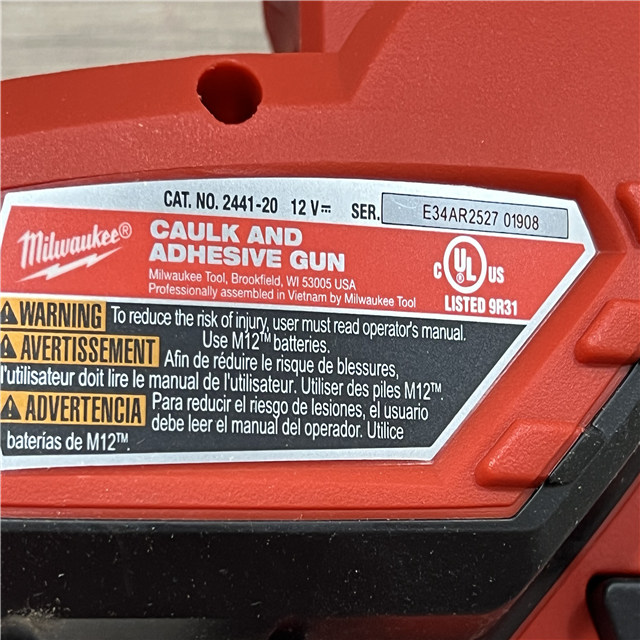 CAT. NO. 2441-20 12 V⎓ SER. E34AR2527 01908
Milwaukee®
CAULK AND
ADHESIVE GUN
Milwaukee Tool, Brookfield, WI 53005 USA
Professionally assembled in Vietnam by Milwaukee Tool
C UL US
LISTED 9R31
WARNING To reduce the risk of injury, user must read operator's manual.
Use M12™ batteries.
AVERTISSEMENT Afin de réduire le risque de blessures,
l'utilisateur doit lire le manual de l'utilisateur. Utiliser des piles M12™.
ADVERTENCIA Para reducir el riesgo de lesiones, el usuario
debe leer el manual del operador. Utilice
baterías de M12™.